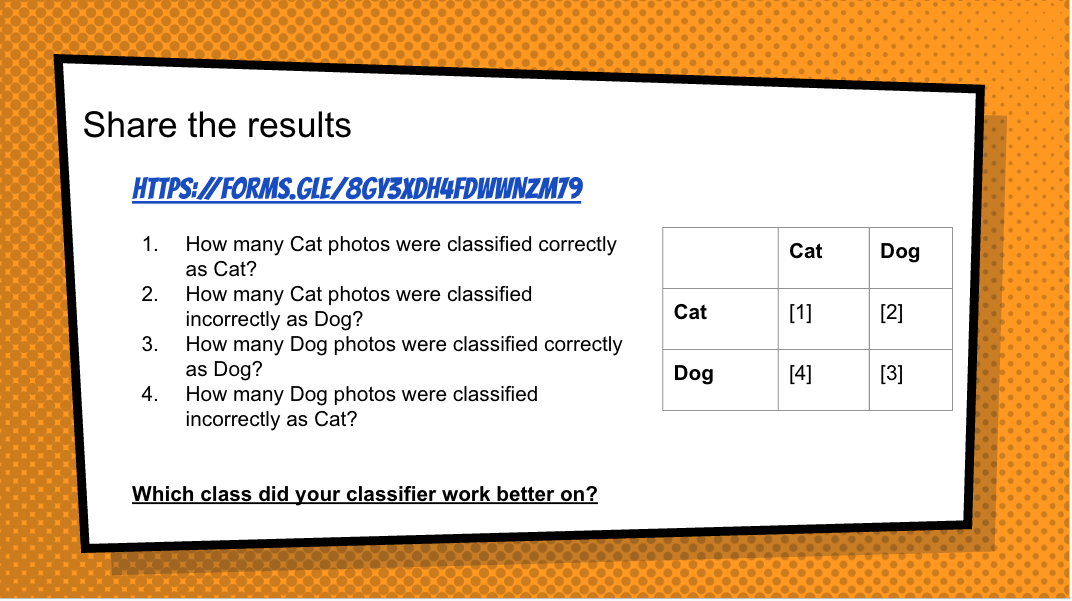 Share the results
HTTPS://FORMS.GLE/8GY3XDH4FDWWNZM79
1. How many Cat photos were classified correctly
as Cat?
2. How many Cat photos were classified
incorrectly as Dog?
3. How many Dog photos were classified correctly
as Dog?
4. How many Dog photos were classified
incorrectly as Cat?
Cat Dog
Cat [1] [2]
Dog [4] [3]
Which class did your classifier work better on?